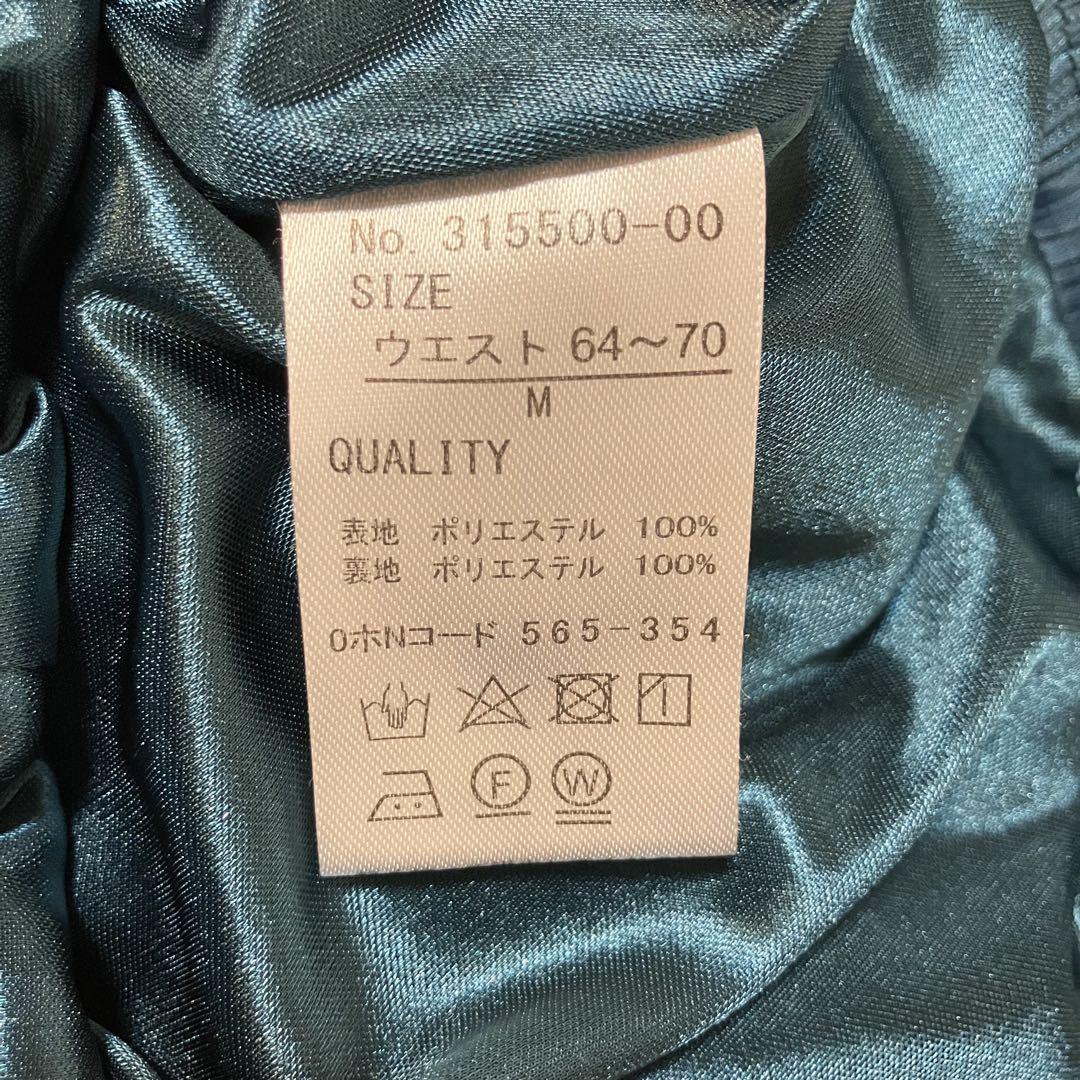 No. 315500-00
SIZE
ウエスト 64～70
M
QUALITY
表地 ポリエステル 100%
裏地 ポリエステル 100%
0ホNコード 565-354
F W